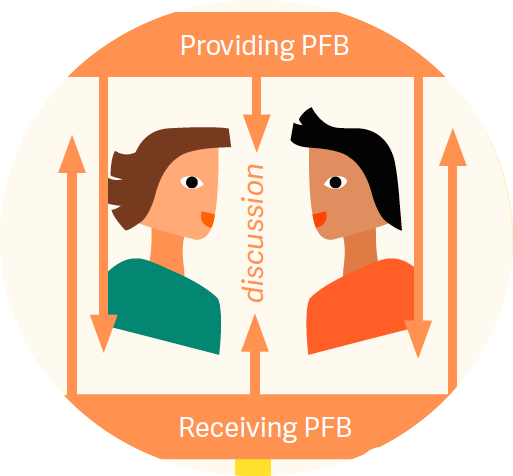 Providing PFB
discussion
Receiving PFB